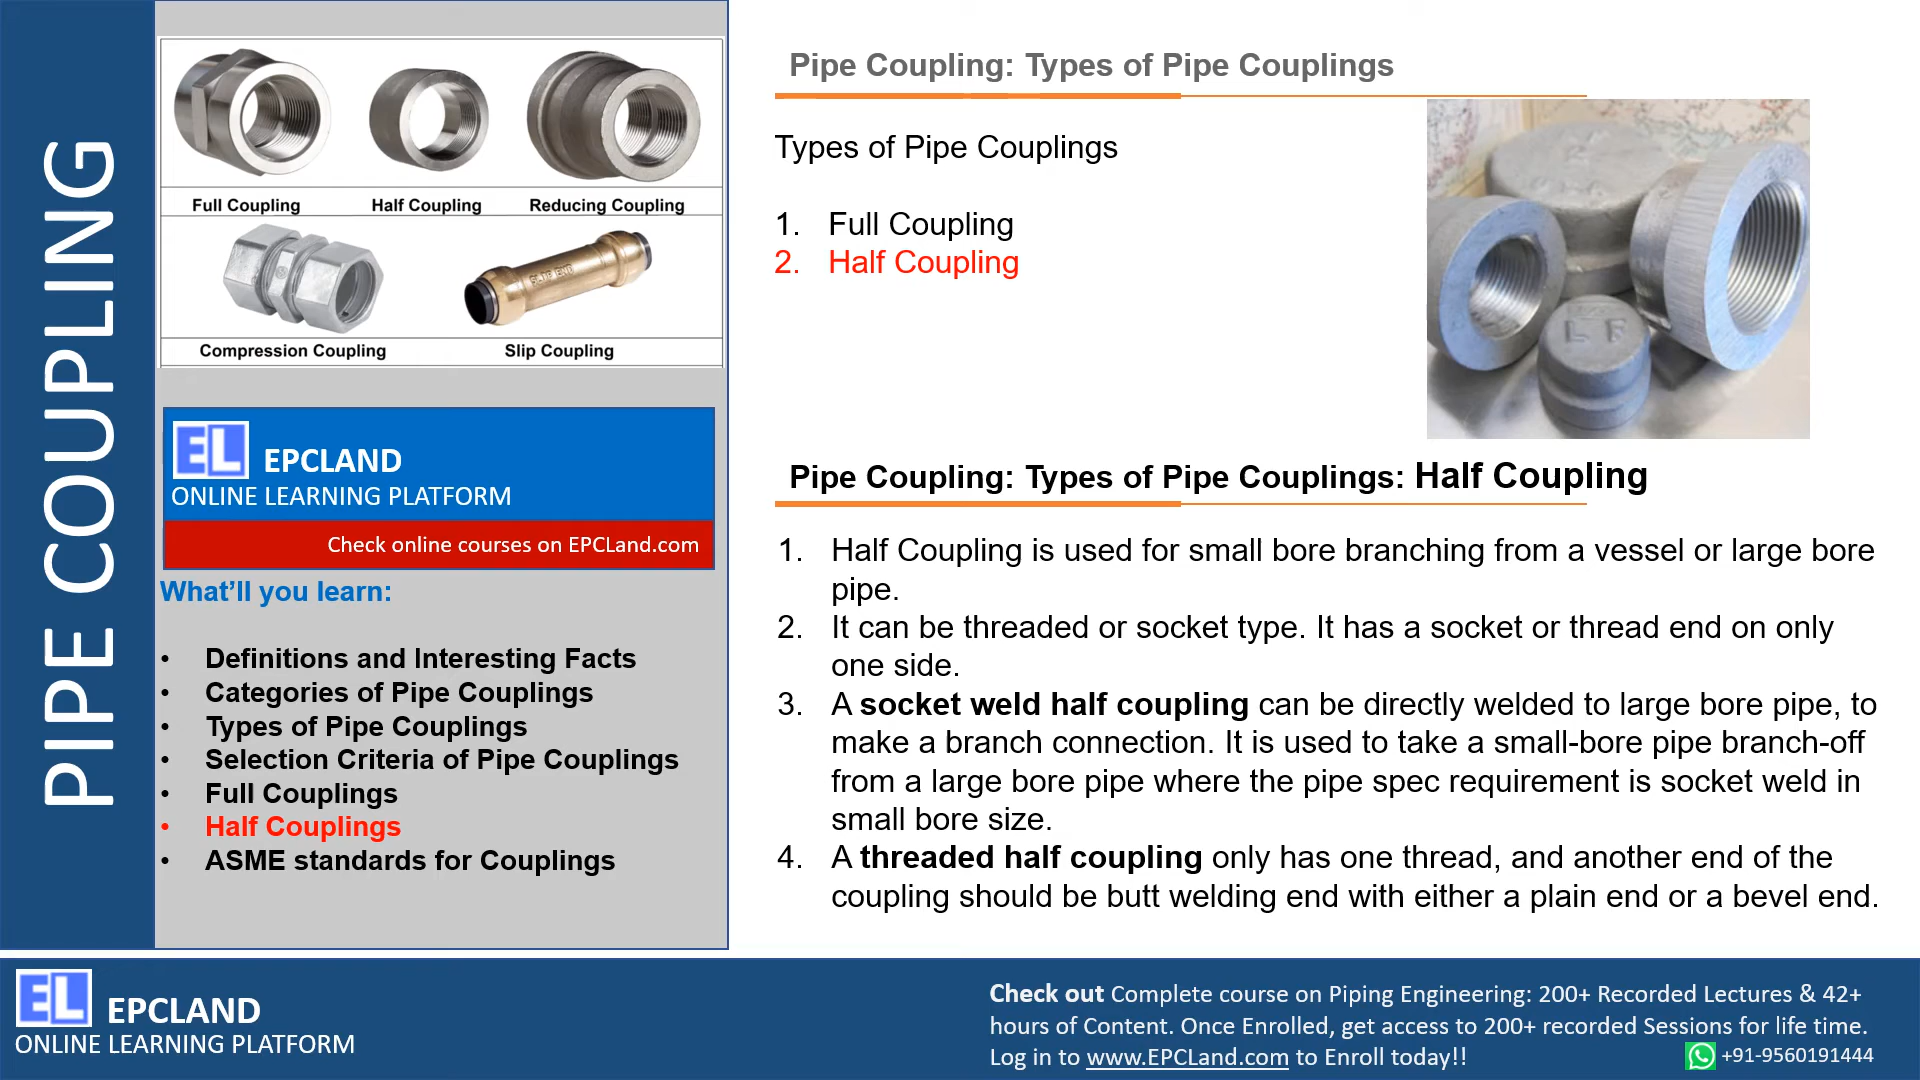 PIPE COUPLING
Full Coupling
Half Coupling
Reducing Coupling
Compression Coupling
Slip Coupling
EL
EPCLAND
ONLINE LEARNING PLATFORM
Check online courses on EPCLand.com
What’ll you learn:
• Definitions and Interesting Facts
• Categories of Pipe Couplings
• Types of Pipe Couplings
• Selection Criteria of Pipe Couplings
• Full Couplings
• Half Couplings
• ASME standards for Couplings
Pipe Coupling: Types of Pipe Couplings
Types of Pipe Couplings
1. Full Coupling
2. Half Coupling
L F
Pipe Coupling: Types of Pipe Couplings: Half Coupling
1. Half Coupling is used for small bore branching from a vessel or large bore
pipe.
2. It can be threaded or socket type. It has a socket or thread end on only
one side.
3. A socket weld half coupling can be directly welded to large bore pipe, to
make a branch connection. It is used to take a small-bore pipe branch-off
from a large bore pipe where the pipe spec requirement is socket weld in
small bore size.
4. A threaded half coupling only has one thread, and another end of the
coupling should be butt welding end with either a plain end or a bevel end.
EL
EPCLAND
ONLINE LEARNING PLATFORM
Check out Complete course on Piping Engineering: 200+ Recorded Lectures & 42+
hours of Content. Once Enrolled, get access to 200+ recorded Sessions for life time.
Log in to www.EPCLand.com to Enroll today!!
+91-9560191444